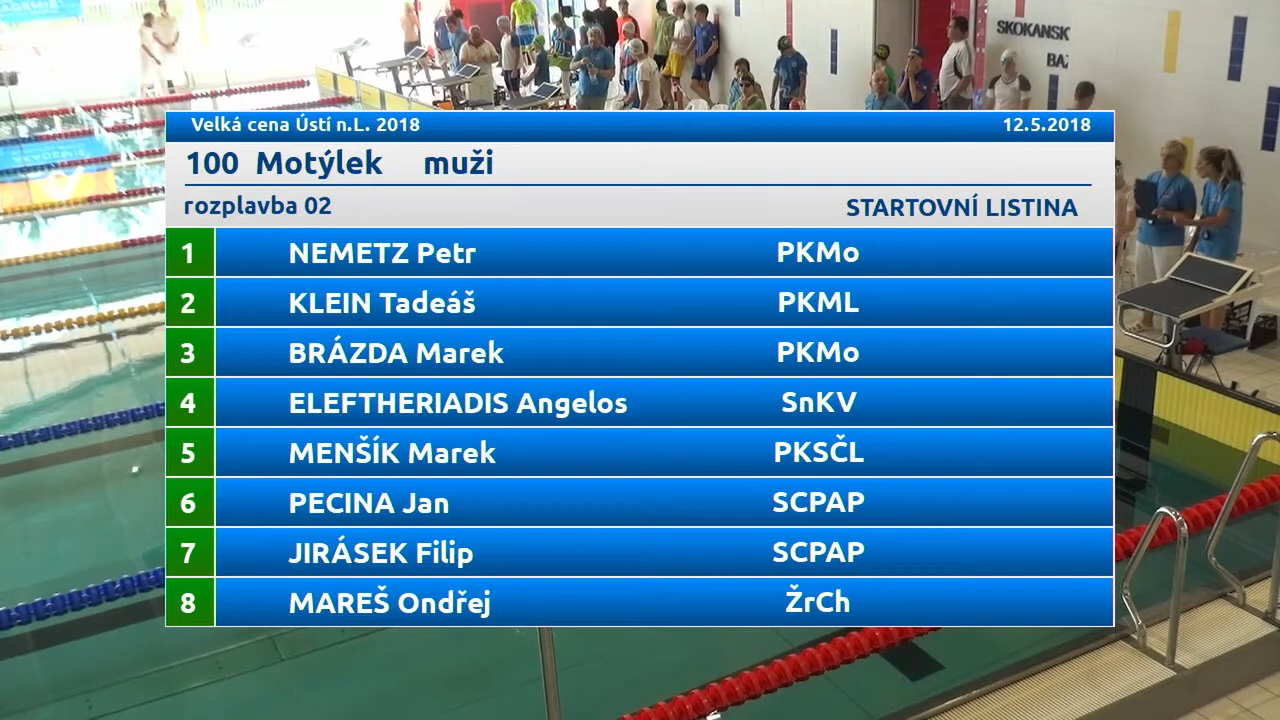 SKOKANSK
BAZ
Velká cena Ústí n.L. 2018 12.5.2018
100 Motýlek muži
rozplavba 02 STARTOVNÍ LISTINA
1 NEMETZ Petr PKMo
2 KLEIN Tadeáš PKML
3 BRÁZDA Marek PKMo
4 ELEFTHERIADIS Angelos SnKV
5 MENŠÍK Marek PKSČL
6 PECINA Jan SCPAP
7 JIRÁSEK Filip SCPAP
8 MAREŠ Ondřej ŽrCh